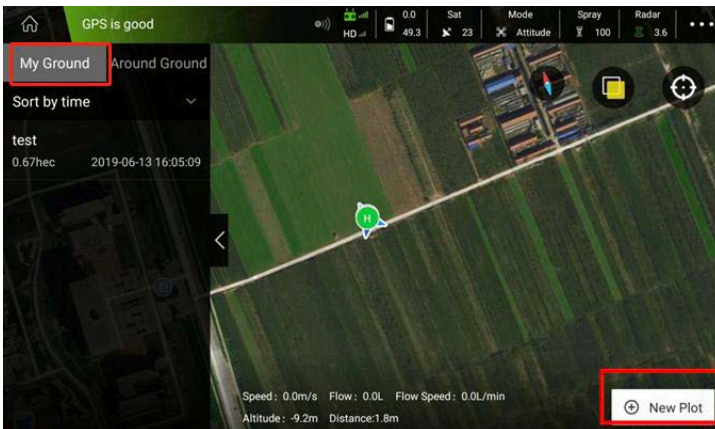 GPS is good
HD
0.0
49.3
Sat
23
Mode
Attitude
Spray
100
Radar
3.6
My Ground
Around Ground
Sort by time
test
0.67hec 2019-06-13 16:05:09
H
Speed: 0.0m/s Flow: 0.0L Flow Speed: 0.0L/min
Altitude: -9.2m Distance:1.8m
New Plot